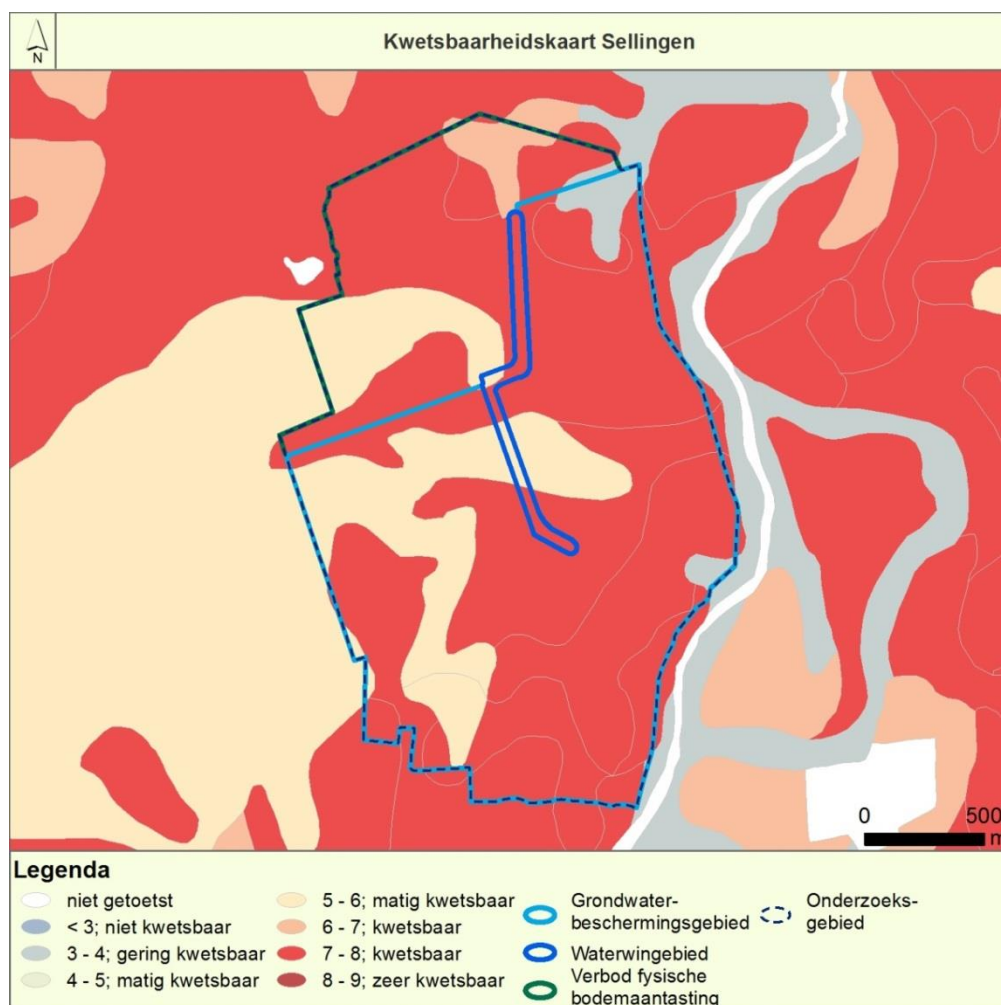 Kwetsbaarheidskaart Sellingen
N
0 500
m
Legenda
niet getoetst
< 3; niet kwetsbaar
3 - 4; gering kwetsbaar
4 - 5; matig kwetsbaar
5 - 6; matig kwetsbaar
6 - 7; kwetsbaar
7 - 8; kwetsbaar
8 - 9; zeer kwetsbaar
Grondwater-
beschermingsgebied
Waterwingebied
Verbod fysische
bodemaantasting
Onderzoeks-
gebied